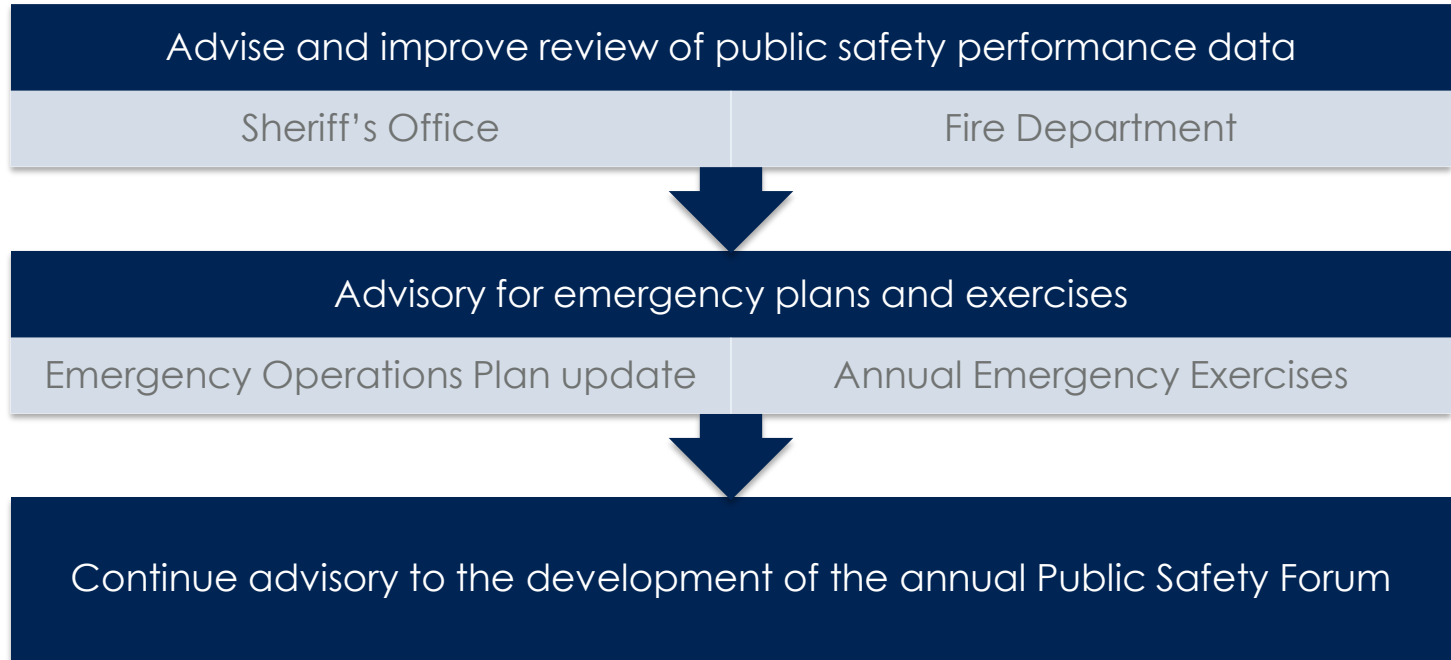 Advise and improve review of public safety performance data
Sheriff’s Office
Fire Department
Advisory for emergency plans and exercises
Emergency Operations Plan update
Annual Emergency Exercises
Continue advisory to the development of the annual Public Safety Forum